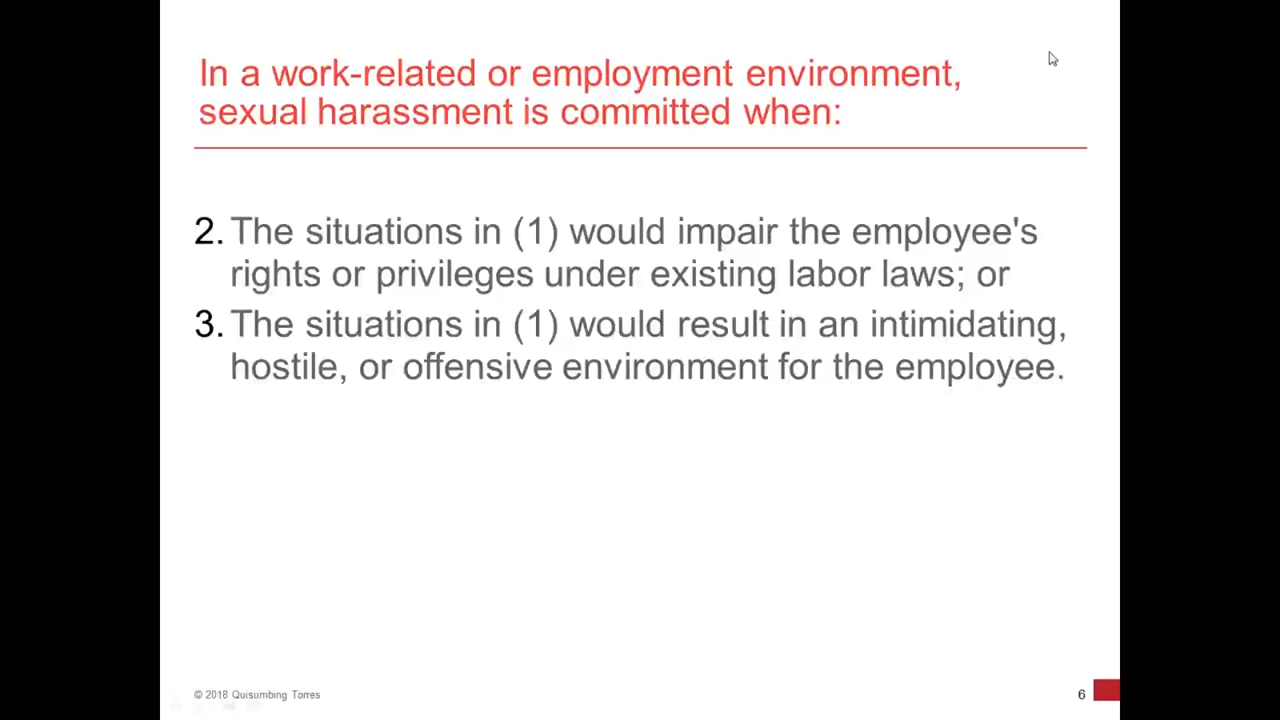 In a work-related or employment environment,
sexual harassment is committed when:
2. The situations in (1) would impair the employee's
rights or privileges under existing labor laws; or
3. The situations in (1) would result in an intimidating,
hostile, or offensive environment for the employee.
© 2018 Quisumbing Torres
6